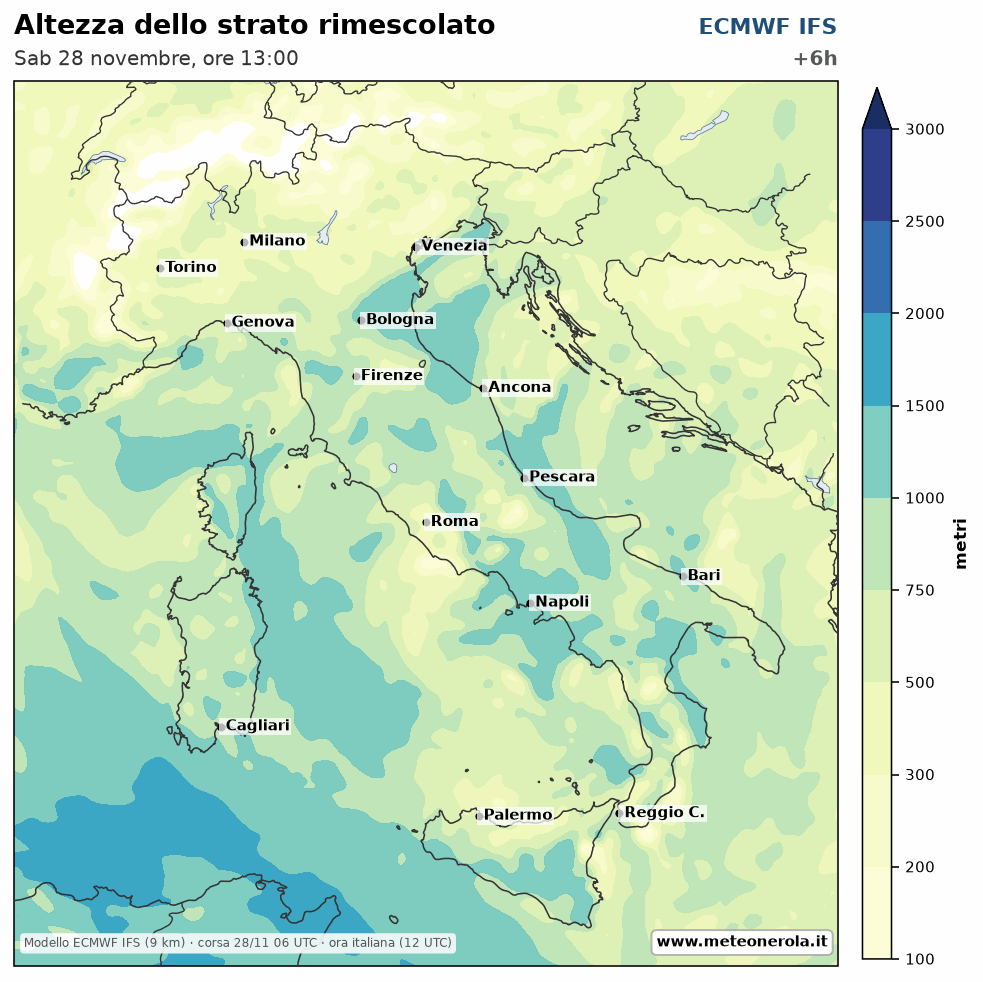 Altezza dello strato rimescolato
ECMWF IFS
Sab 28 novembre, ore 13:00
+6h
3000
2500
2000
1500
1000
750
500
300
200
100
metri
Milano
Venezia
Torino
Genova
Bologna
Firenze
Ancona
Pescara
Roma
Bari
Napoli
Cagliari
Palermo
Reggio C.
Modello ECMWF IFS (9 km) · corsa 28/11 06 UTC · ora italiana (12 UTC)
www.meteonerola.it